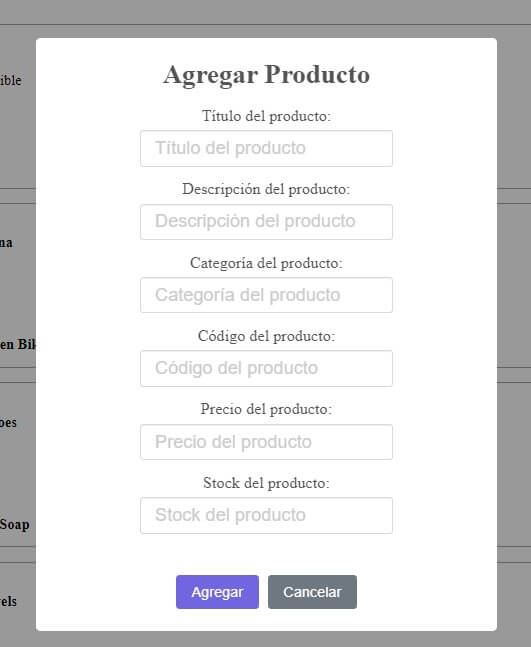 Agregar Producto
ible
Título del producto:
Título del producto
Descripción del producto:
Descripción del producto
na
Categoría del producto:
Categoría del producto
Código del producto:
en Bik
Código del producto
Precio del producto:
oes
Precio del producto
Stock del producto:
Stock del producto
Soap
Agregar Cancelar
els